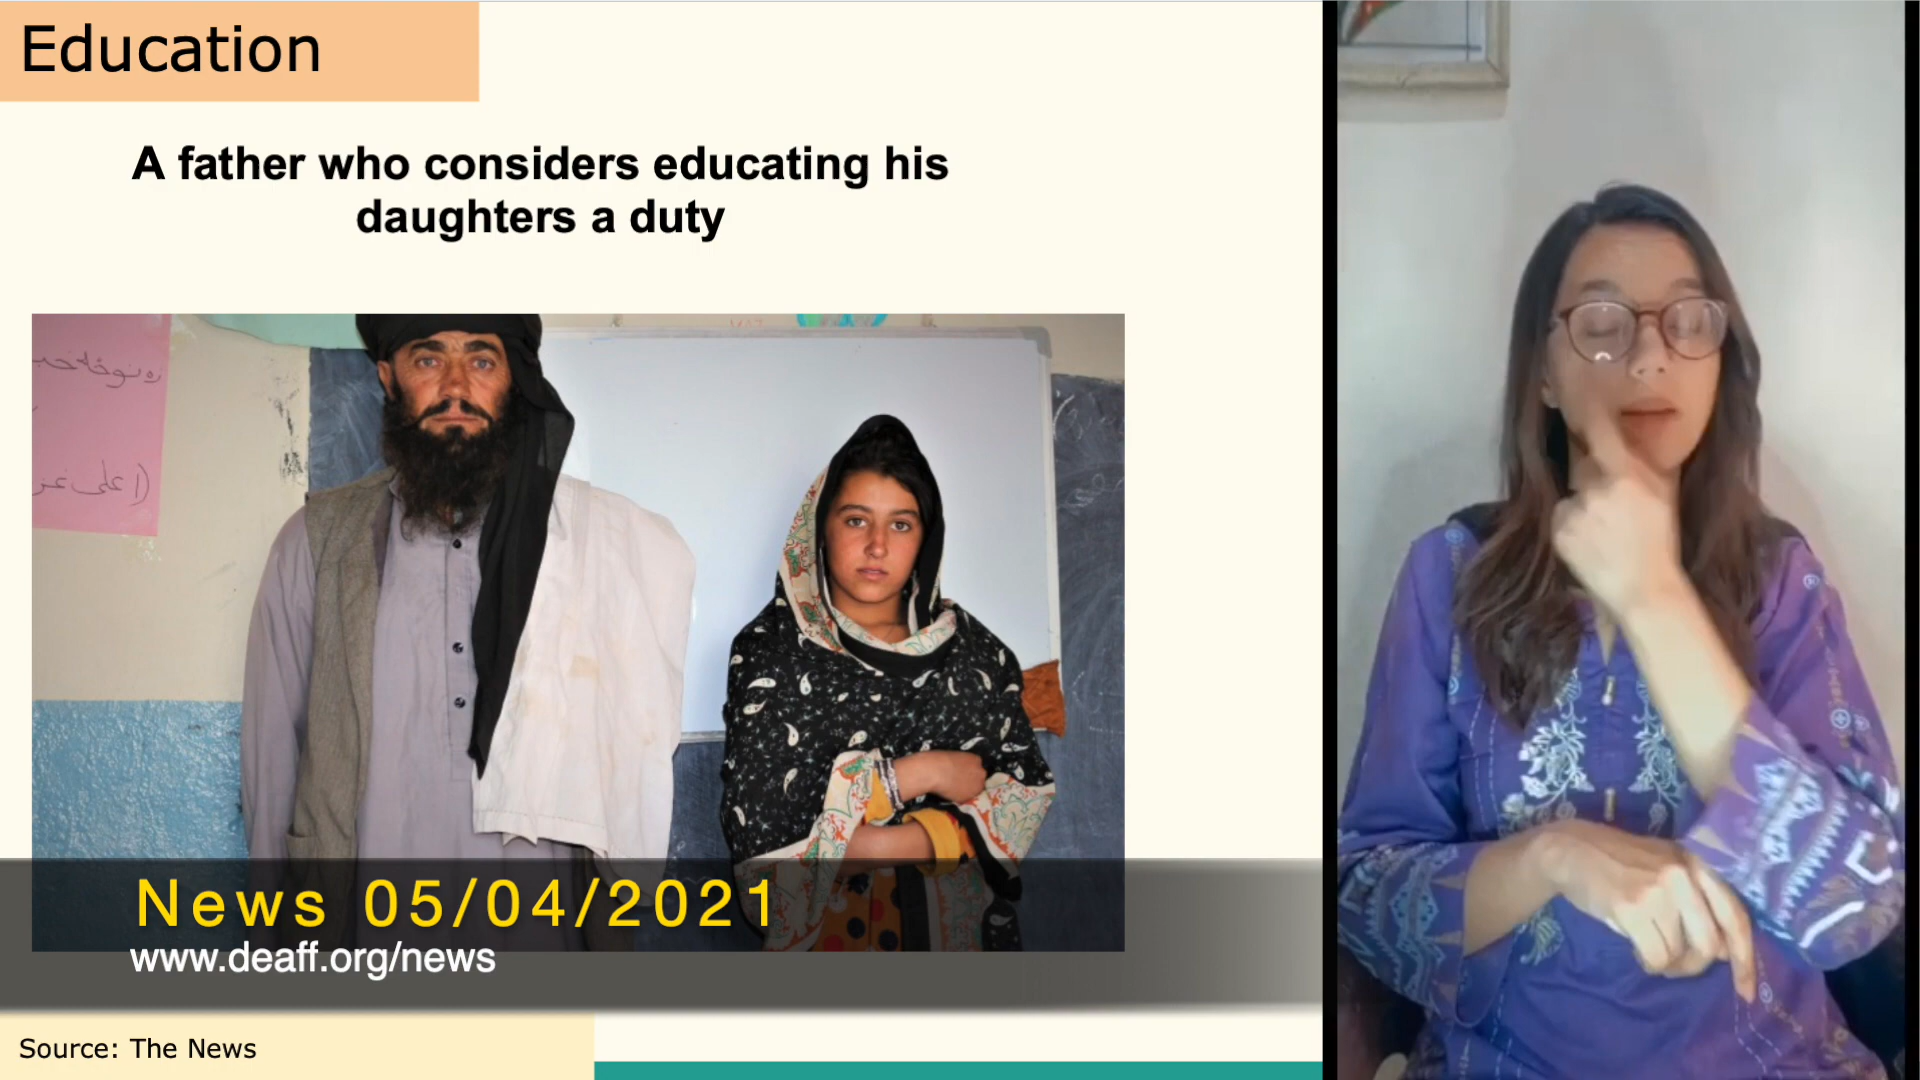 Education
A father who considers educating his
daughters a duty
News 05/04/2021
www.deaff.org/news
Source: The News